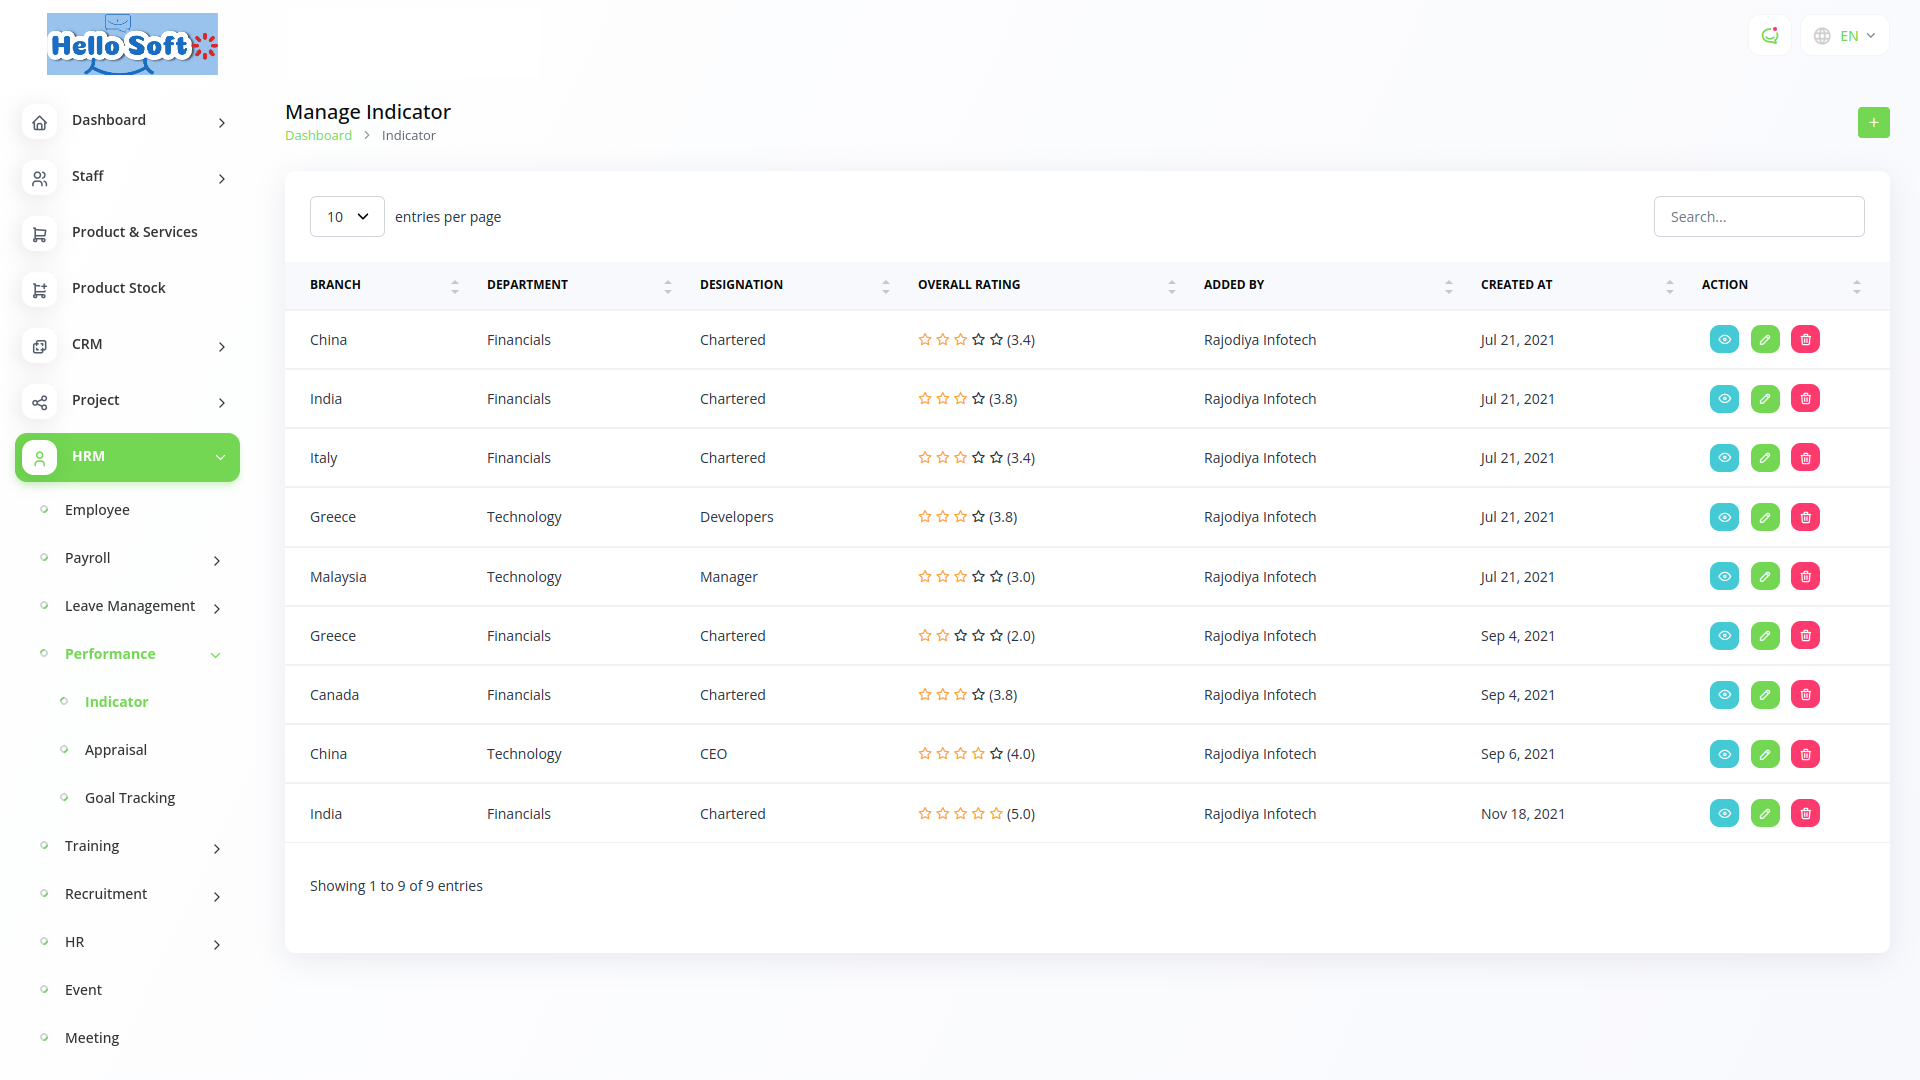 Hello Soft
EN
Dashboard
Staff
Product & Services
Product Stock
CRM
Project
HRM
Employee
Payroll
Leave Management
Performance
Indicator
Appraisal
Goal Tracking
Training
Recruitment
HR
Event
Meeting
Manage Indicator
Dashboard > Indicator
+
10 entries per page
Search...
BRANCH DEPARTMENT DESIGNATION OVERALL RATING ADDED BY CREATED AT ACTION
China Financials Chartered (3.4) Rajodiya Infotech Jul 21, 2021
India Financials Chartered (3.8) Rajodiya Infotech Jul 21, 2021
Italy Financials Chartered (3.4) Rajodiya Infotech Jul 21, 2021
Greece Technology Developers (3.8) Rajodiya Infotech Jul 21, 2021
Malaysia Technology Manager (3.0) Rajodiya Infotech Jul 21, 2021
Greece Financials Chartered (2.0) Rajodiya Infotech Sep 4, 2021
Canada Financials Chartered (3.8) Rajodiya Infotech Sep 4, 2021
China Technology CEO (4.0) Rajodiya Infotech Sep 6, 2021
India Financials Chartered (5.0) Rajodiya Infotech Nov 18, 2021
Showing 1 to 9 of 9 entries